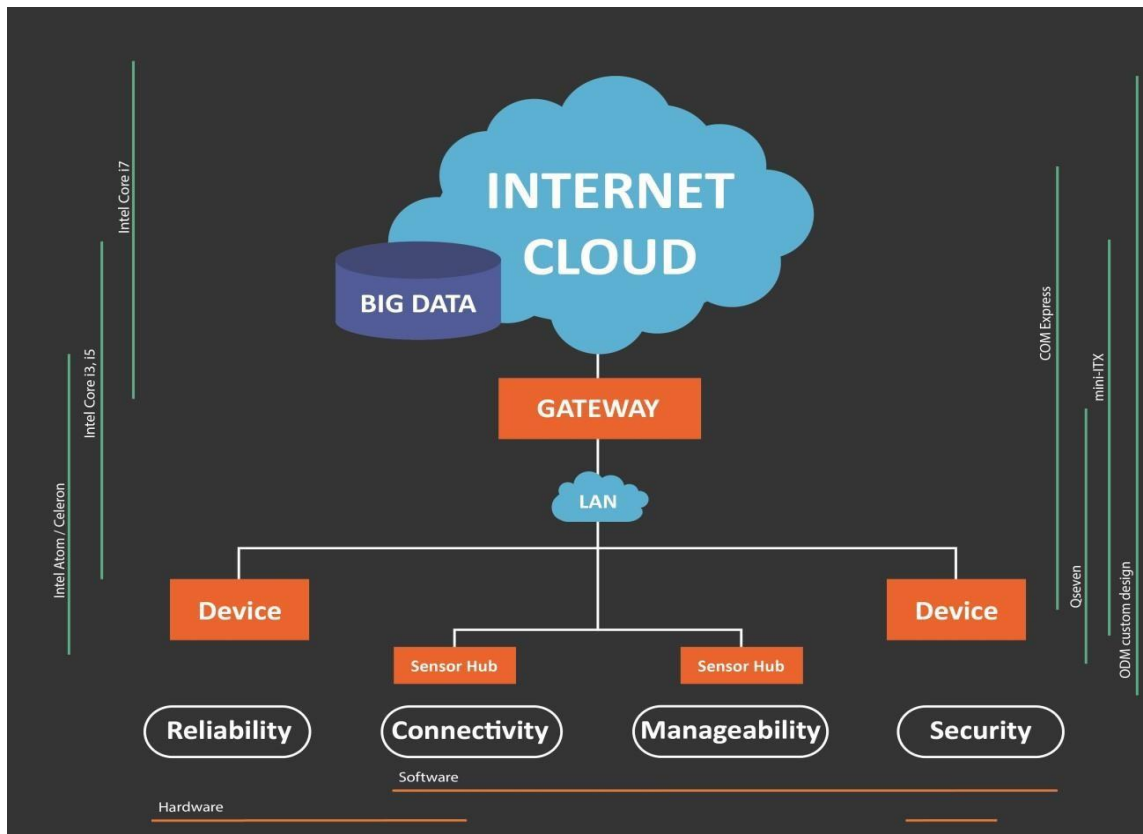 INTERNET
CLOUD
BIG DATA
GATEWAY
LAN
Device
Device
Sensor Hub
Sensor Hub
Reliability
Connectivity
Manageability
Security
Software
Hardware
Intel Core i7
Intel Core i3, i5
Intel Atom / Celeron
COM Express
mini-ITX
Qseven
ODM custom design